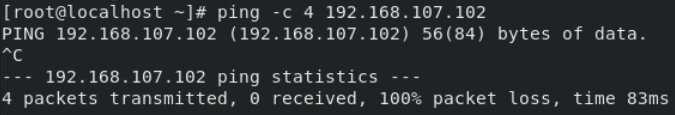 [root@localhost ~]# ping -c 4 192.168.107.102
PING 192.168.107.102 (192.168.107.102) 56(84) bytes of data.
^C
--- 192.168.107.102 ping statistics ---
4 packets transmitted, 0 received, 100% packet loss, time 83ms